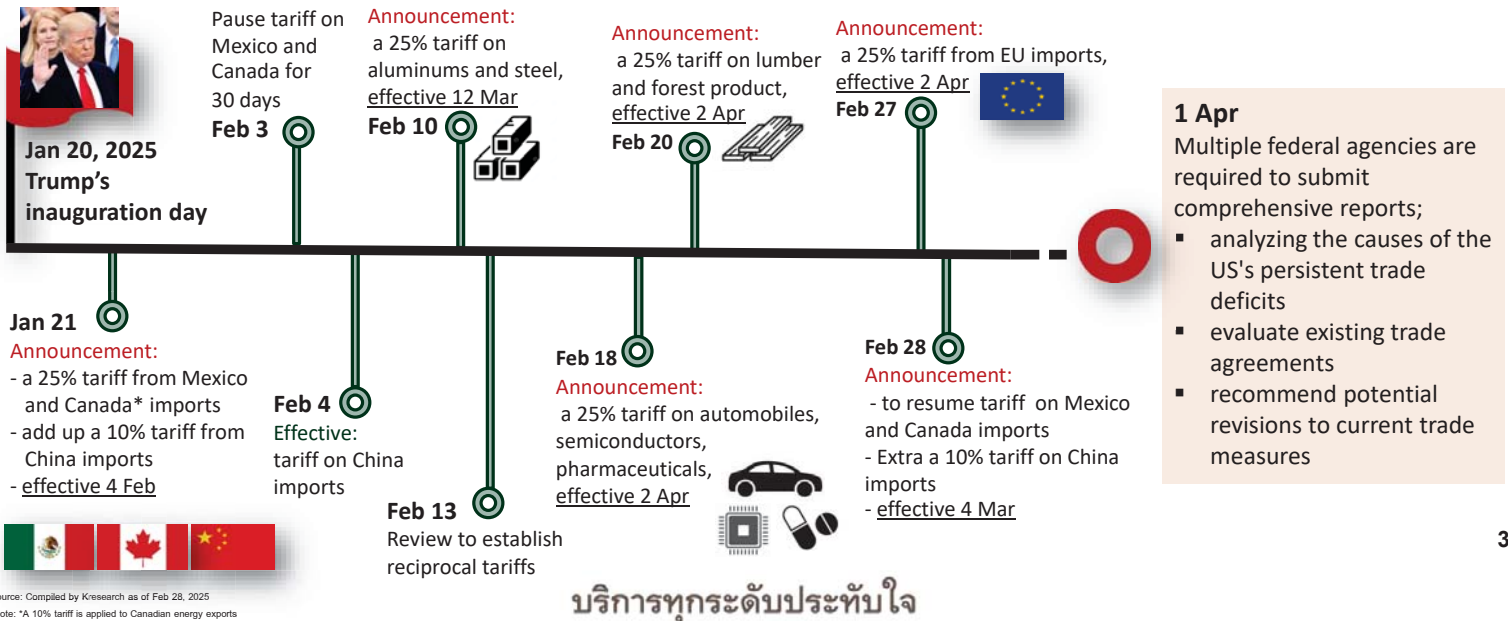 Jan 20, 2025
Trump's
inauguration day
Pause tariff on
Mexico and
Canada for
30 days
Feb 3
Announcement:
a 25% tariff on
aluminums and steel,
effective 12 Mar
Feb 10
Announcement:
a 25% tariff on lumber
and forest product,
effective 2 Apr
Feb 20
Announcement:
a 25% tariff from EU imports,
effective 2 Apr
Feb 27
Jan 21
Announcement:
- a 25% tariff from Mexico
and Canada* imports
- add up a 10% tariff from
China imports
- effective 4 Feb
Feb 4
Effective:
tariff on China
imports
Feb 13
Review to establish
reciprocal tariffs
Feb 18
Announcement:
a 25% tariff on automobiles,
semiconductors,
pharmaceuticals,
effective 2 Apr
Feb 28
Announcement:
- to resume tariff on Mexico
and Canada imports
- Extra a 10% tariff on China
imports
- effective 4 Mar
1 Apr
Multiple federal agencies are
required to submit
comprehensive reports;
▪ analyzing the causes of the
US's persistent trade
deficits
▪ evaluate existing trade
agreements
▪ recommend potential
revisions to current trade
measures
3
ource: Compiled by Kresearch as of Feb 28, 2025
ote: *A 10% tariff is applied to Canadian energy exports
บริการทุกระดับประทับใจ